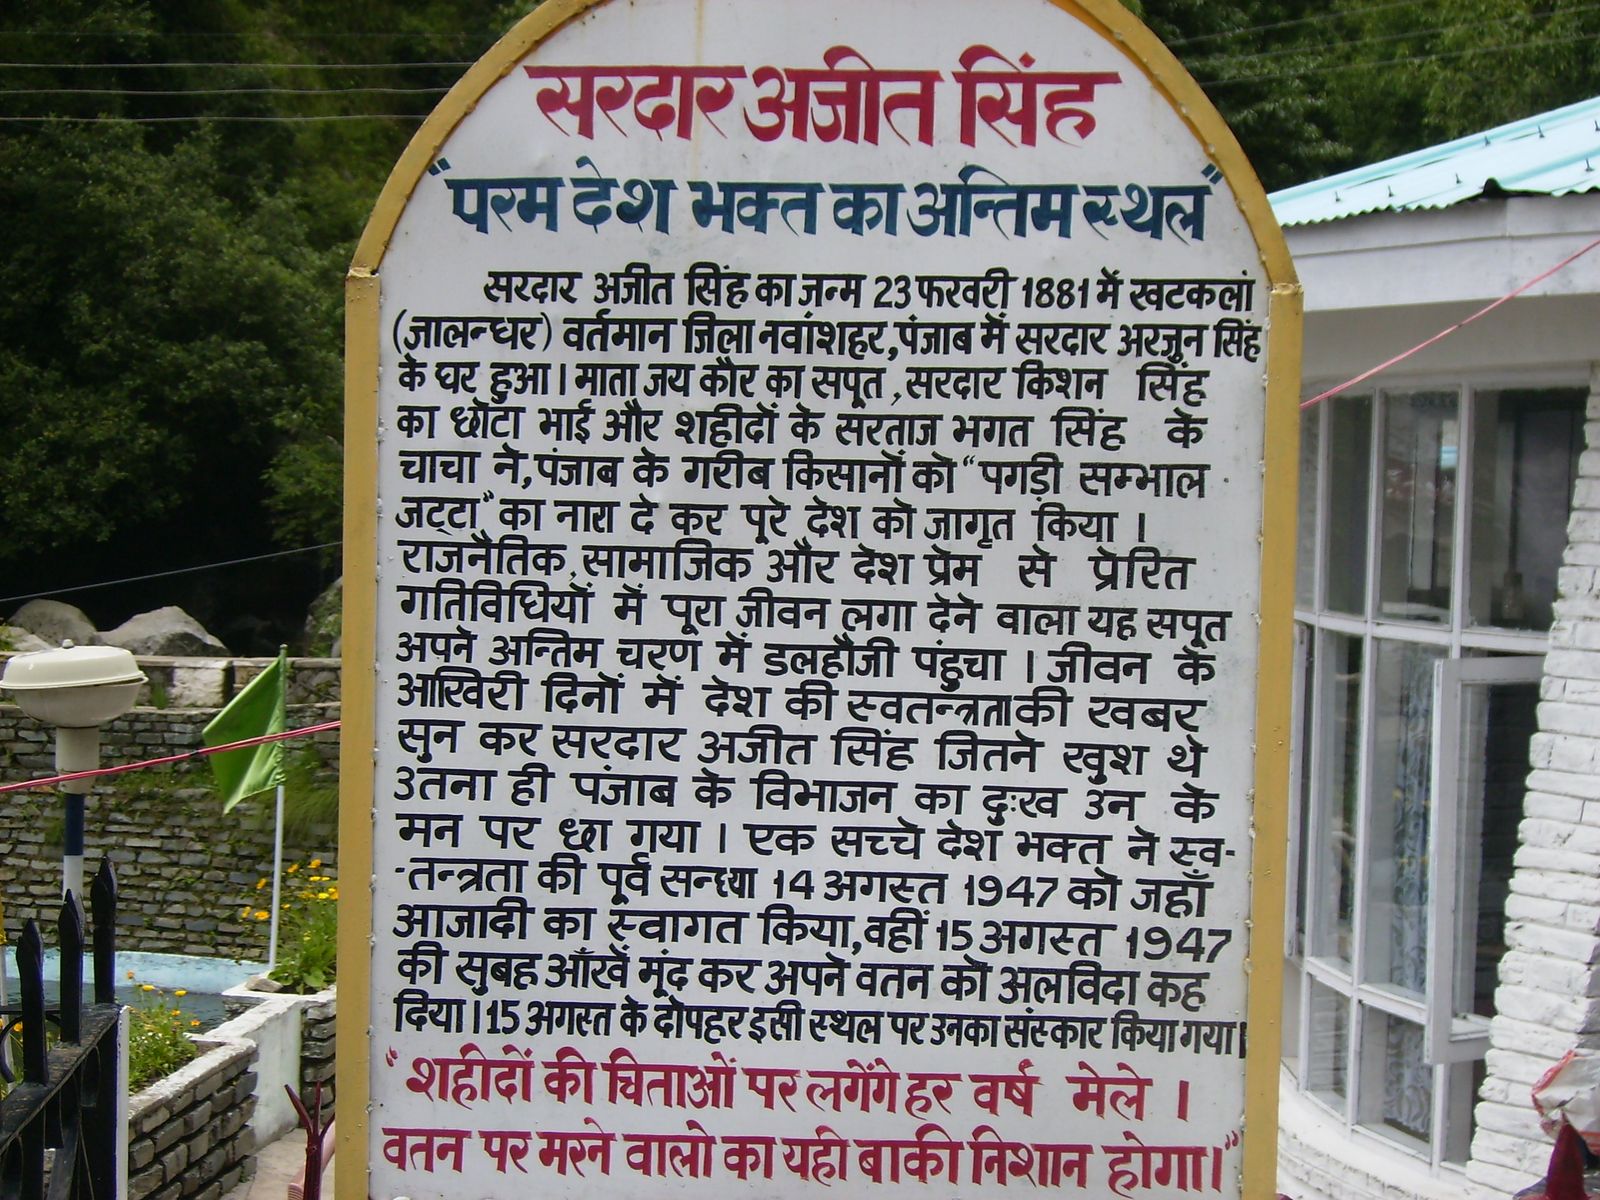 सरदार अजीत सिंह
"परम देश भक्त का अन्तिम स्थल"
सरदार अजीत सिंह का जन्म 23 फरवरी 1881 में खटकलां
(जालन्धर) वर्तमान जिला नवांशहर, पंजाब में सरदार अरजुन सिंह
के घर हुआ। माता जय कौर का सपूत, सरदार किशन सिंह
का छोटा भाई और शहीदों के सरताज भगत सिंह के
चाचा ने, पंजाब के गरीब किसानों को "पगड़ी सम्भाल
जट्टा" का नारा दे कर पूरे देश को जागृत किया।
राजनैतिक, सामाजिक और देश प्रेम से प्रेरित
गतिविधियों में पूरा जीवन लगा देने वाला यह सपूत
अपने अन्तिम चरण में डलहौजी पंहुचा। जीवन के
आखिरी दिनों में देश की स्वतन्त्रता की खबर
सुन कर सरदार अजीत सिंह जितने खुश थे
उतना ही पंजाब के विभाजन का दुःख उन के
मन पर छा गया। एक सच्चे देश भक्त ने स्व-
-तन्त्रता की पूर्व सन्ध्या 14 अगस्त 1947 को जहाँ
आजादी का स्वागत किया, वहीं 15 अगस्त 1947
की सुबह आँखें मूंद कर अपने वतन को अलविदा कह
दिया। 15 अगस्त के दोपहर इसी स्थल पर उनका संस्कार किया गया।
"शहीदों की चिताओं पर लगेंगे हर वर्ष मेले।
वतन पर मरने वालो का यही बाकी निशान होगा।"